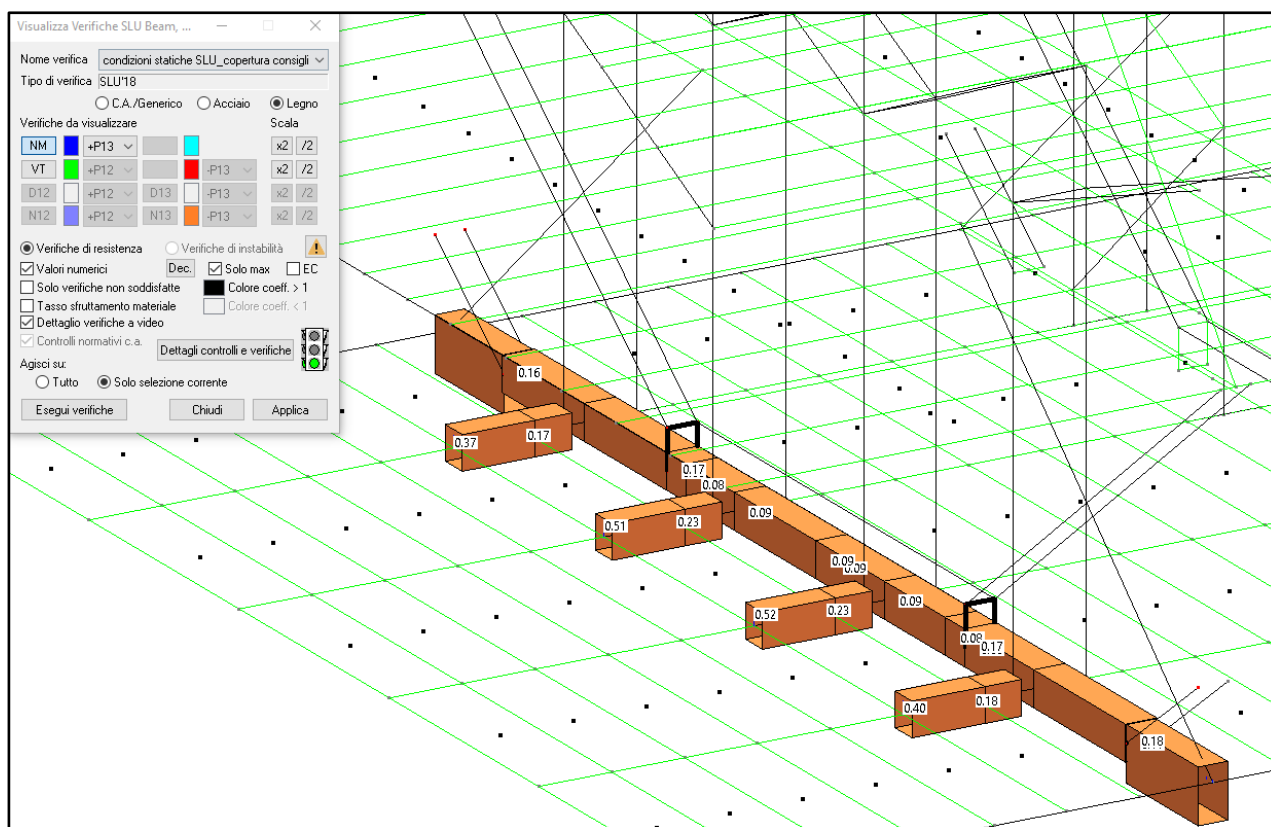 Visualizza Verifiche SLU Beam, ...
Nome verifica condizioni statiche SLU_copertura consigli
Tipo di verifica SLU'18
C.A./Generico Acciaio Legno
Verifiche da visualizzare Scala
NM +P13 x2 /2
VT +P12 -P13 x2 /2
D12 +P12 D13 -P13 x2 /2
N12 +P12 N13 -P13 x2 /2
Verifiche di resistenza Verifiche di instabilità
Valori numerici Dec. Solo max EC
Solo verifiche non soddisfatte Colore coeff. > 1
Tasso sfruttamento materiale Colore coeff. < 1
Dettaglio verifiche a video
Controlli normativi c.a. Dettagli controlli e verifiche
Agisci su:
Tutto Solo selezione corrente
Esegui verifiche Chiudi Applica
0.16
0.37 0.17
0.17
0.08
0.51 0.23 0.09
0.09
0.09
0.52 0.23 0.09
0.08
0.17
0.40 0.18
0.18